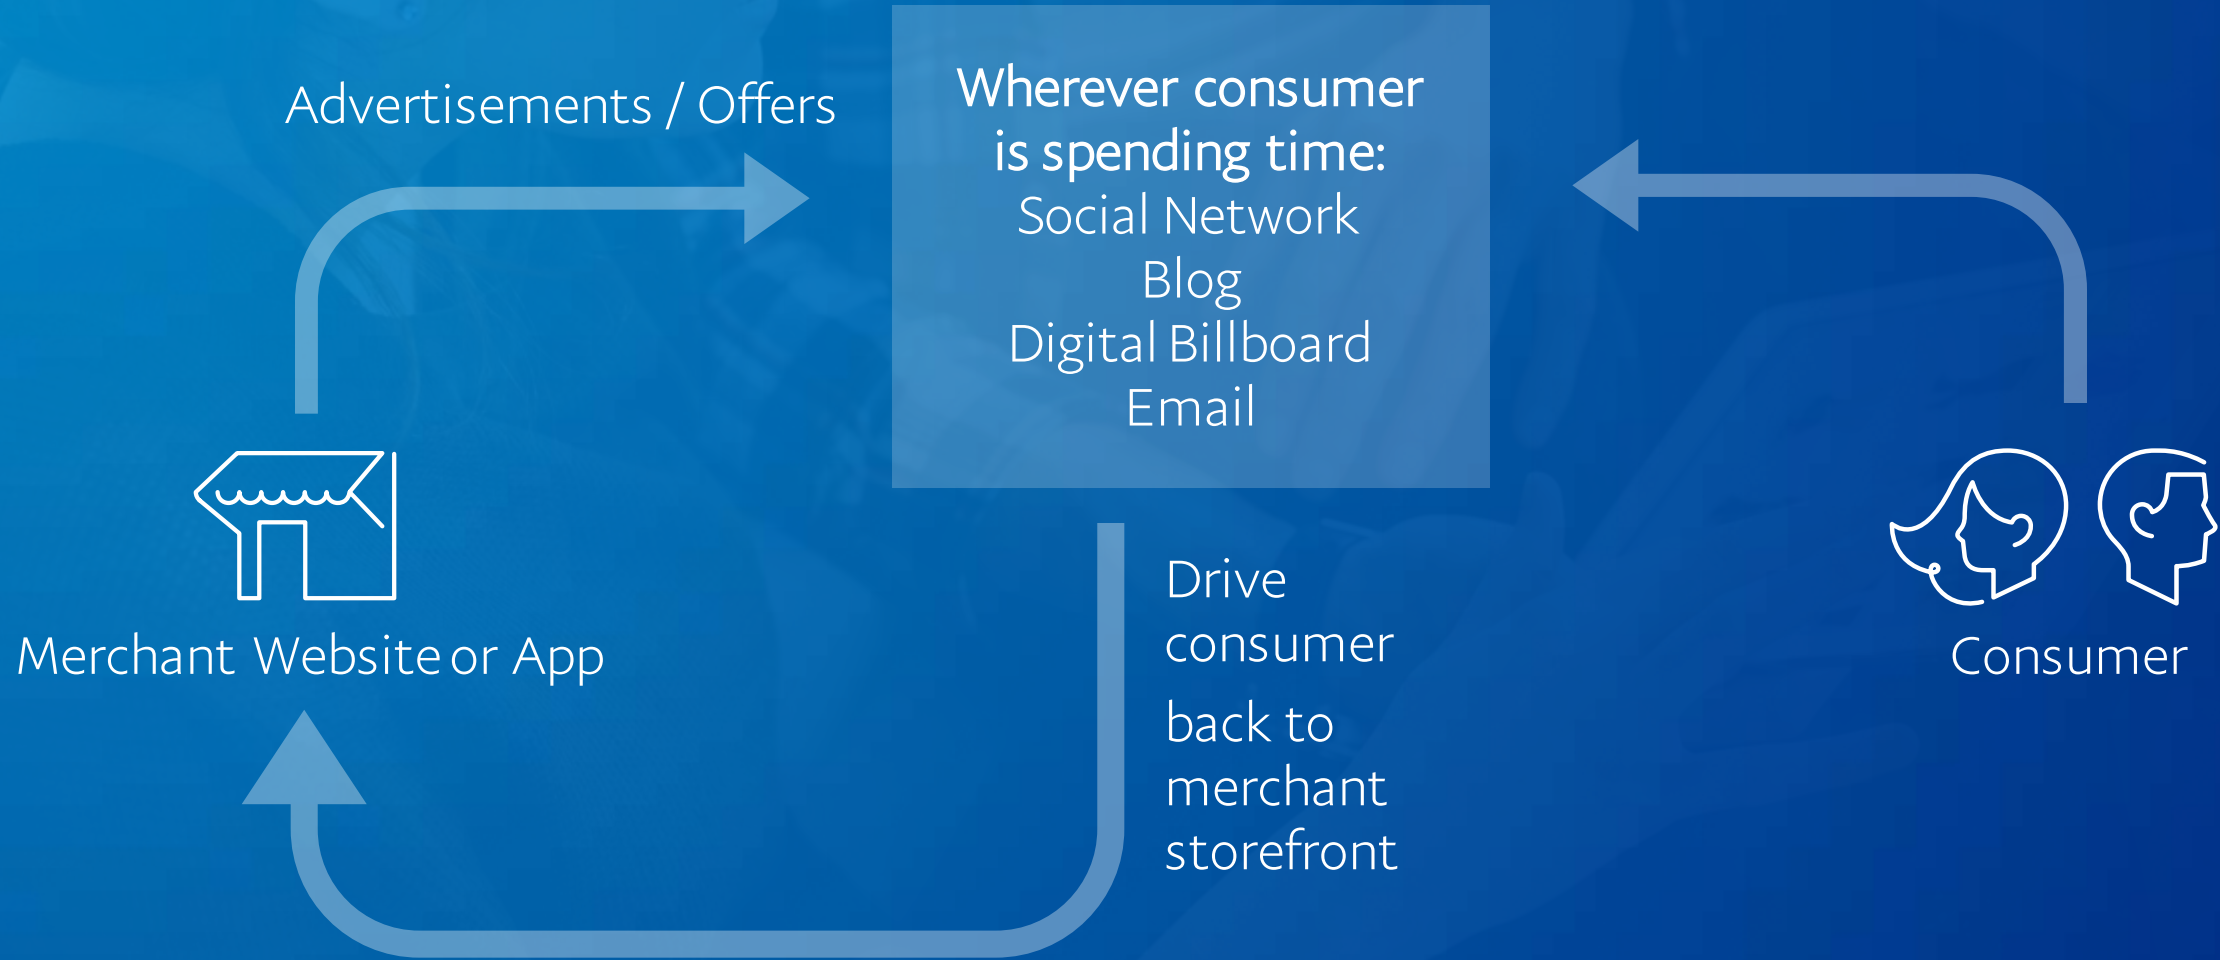 Advertisements / Offers
Wherever consumer
is spending time:
Social Network
Blog
Digital Billboard
Email
Merchant Website or App
Consumer
Drive
consumer
back to
merchant
storefront